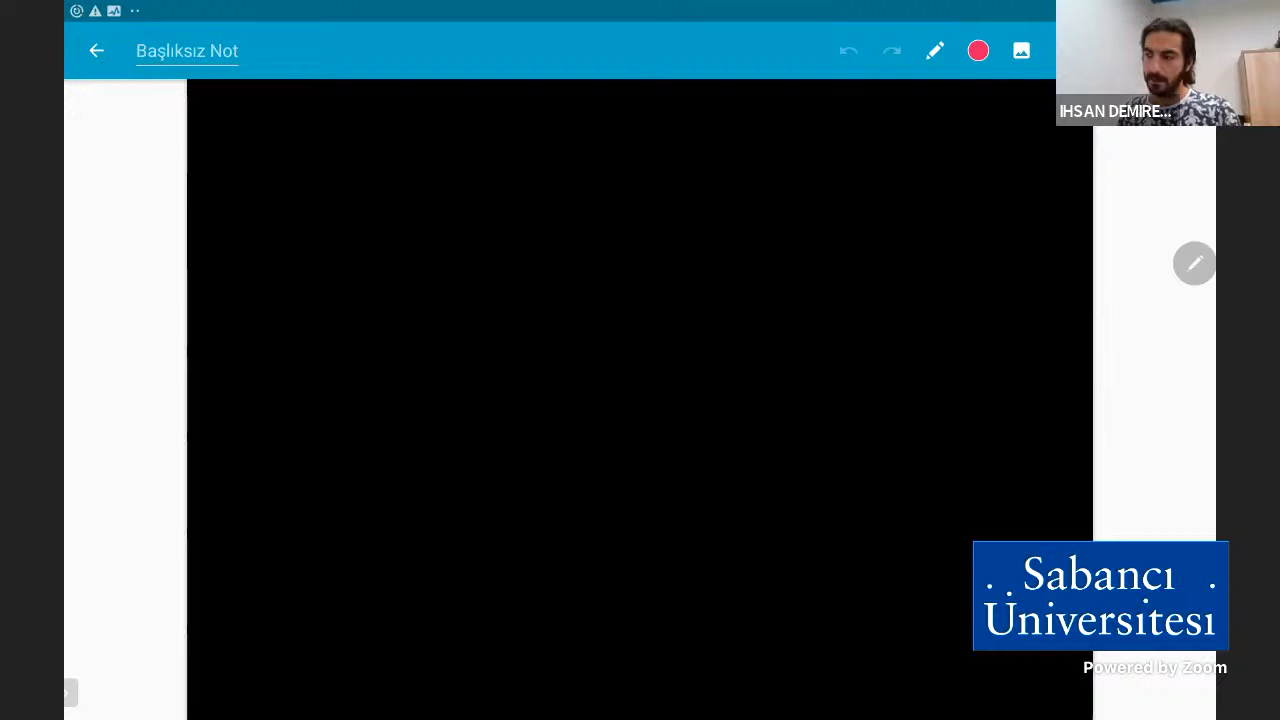 Başlıksız Not
IHSAN DEMIRE...
Sabancı
Üniversitesi
Powered by Zoom